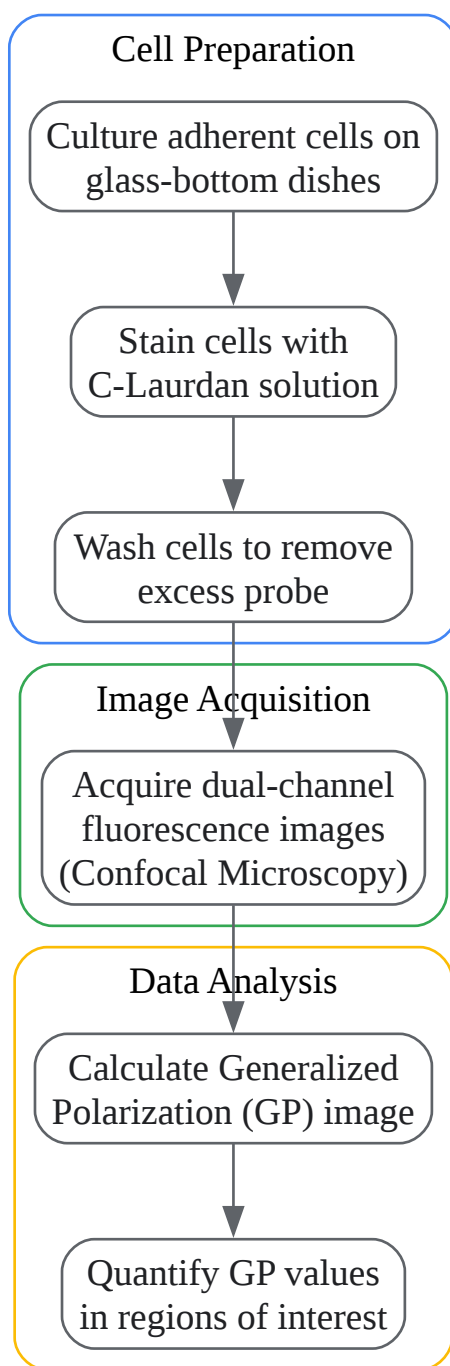 Cell Preparation
Culture adherent cells on
glass-bottom dishes
Stain cells with
C-Laurdan solution
Wash cells to remove
excess probe
Image Acquisition
Acquire dual-channel
fluorescence images
(Confocal Microscopy)
Data Analysis
Calculate Generalized
Polarization (GP) image
Quantify GP values
in regions of interest